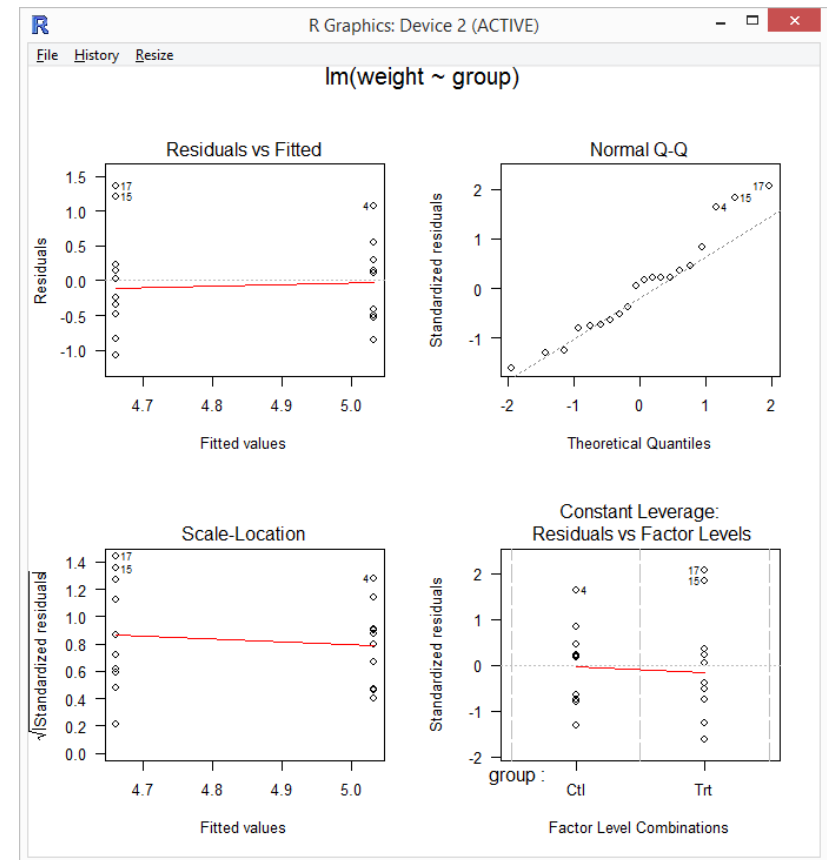 R Graphics: Device 2 (ACTIVE)
File History Resize
lm(weight ~ group)
Residuals vs Fitted
Residuals
1.5
1.0
0.5
0.0
-0.5
-1.0
17
15
4
4.7 4.8 4.9 5.0
Fitted values
Normal Q-Q
Standardized residuals
2
1
0
-1
17
15
4
-2 -1 0 1 2
Theoretical Quantiles
Scale-Location
√|Standardized residuals|
1.4
1.2
1.0
0.8
0.6
0.4
0.2
0.0
17
15
4
4.7 4.8 4.9 5.0
Fitted values
Constant Leverage:
Residuals vs Factor Levels
Standardized residuals
2
1
0
-1
-2
4
17
15
group :
Ctl Trt
Factor Level Combinations